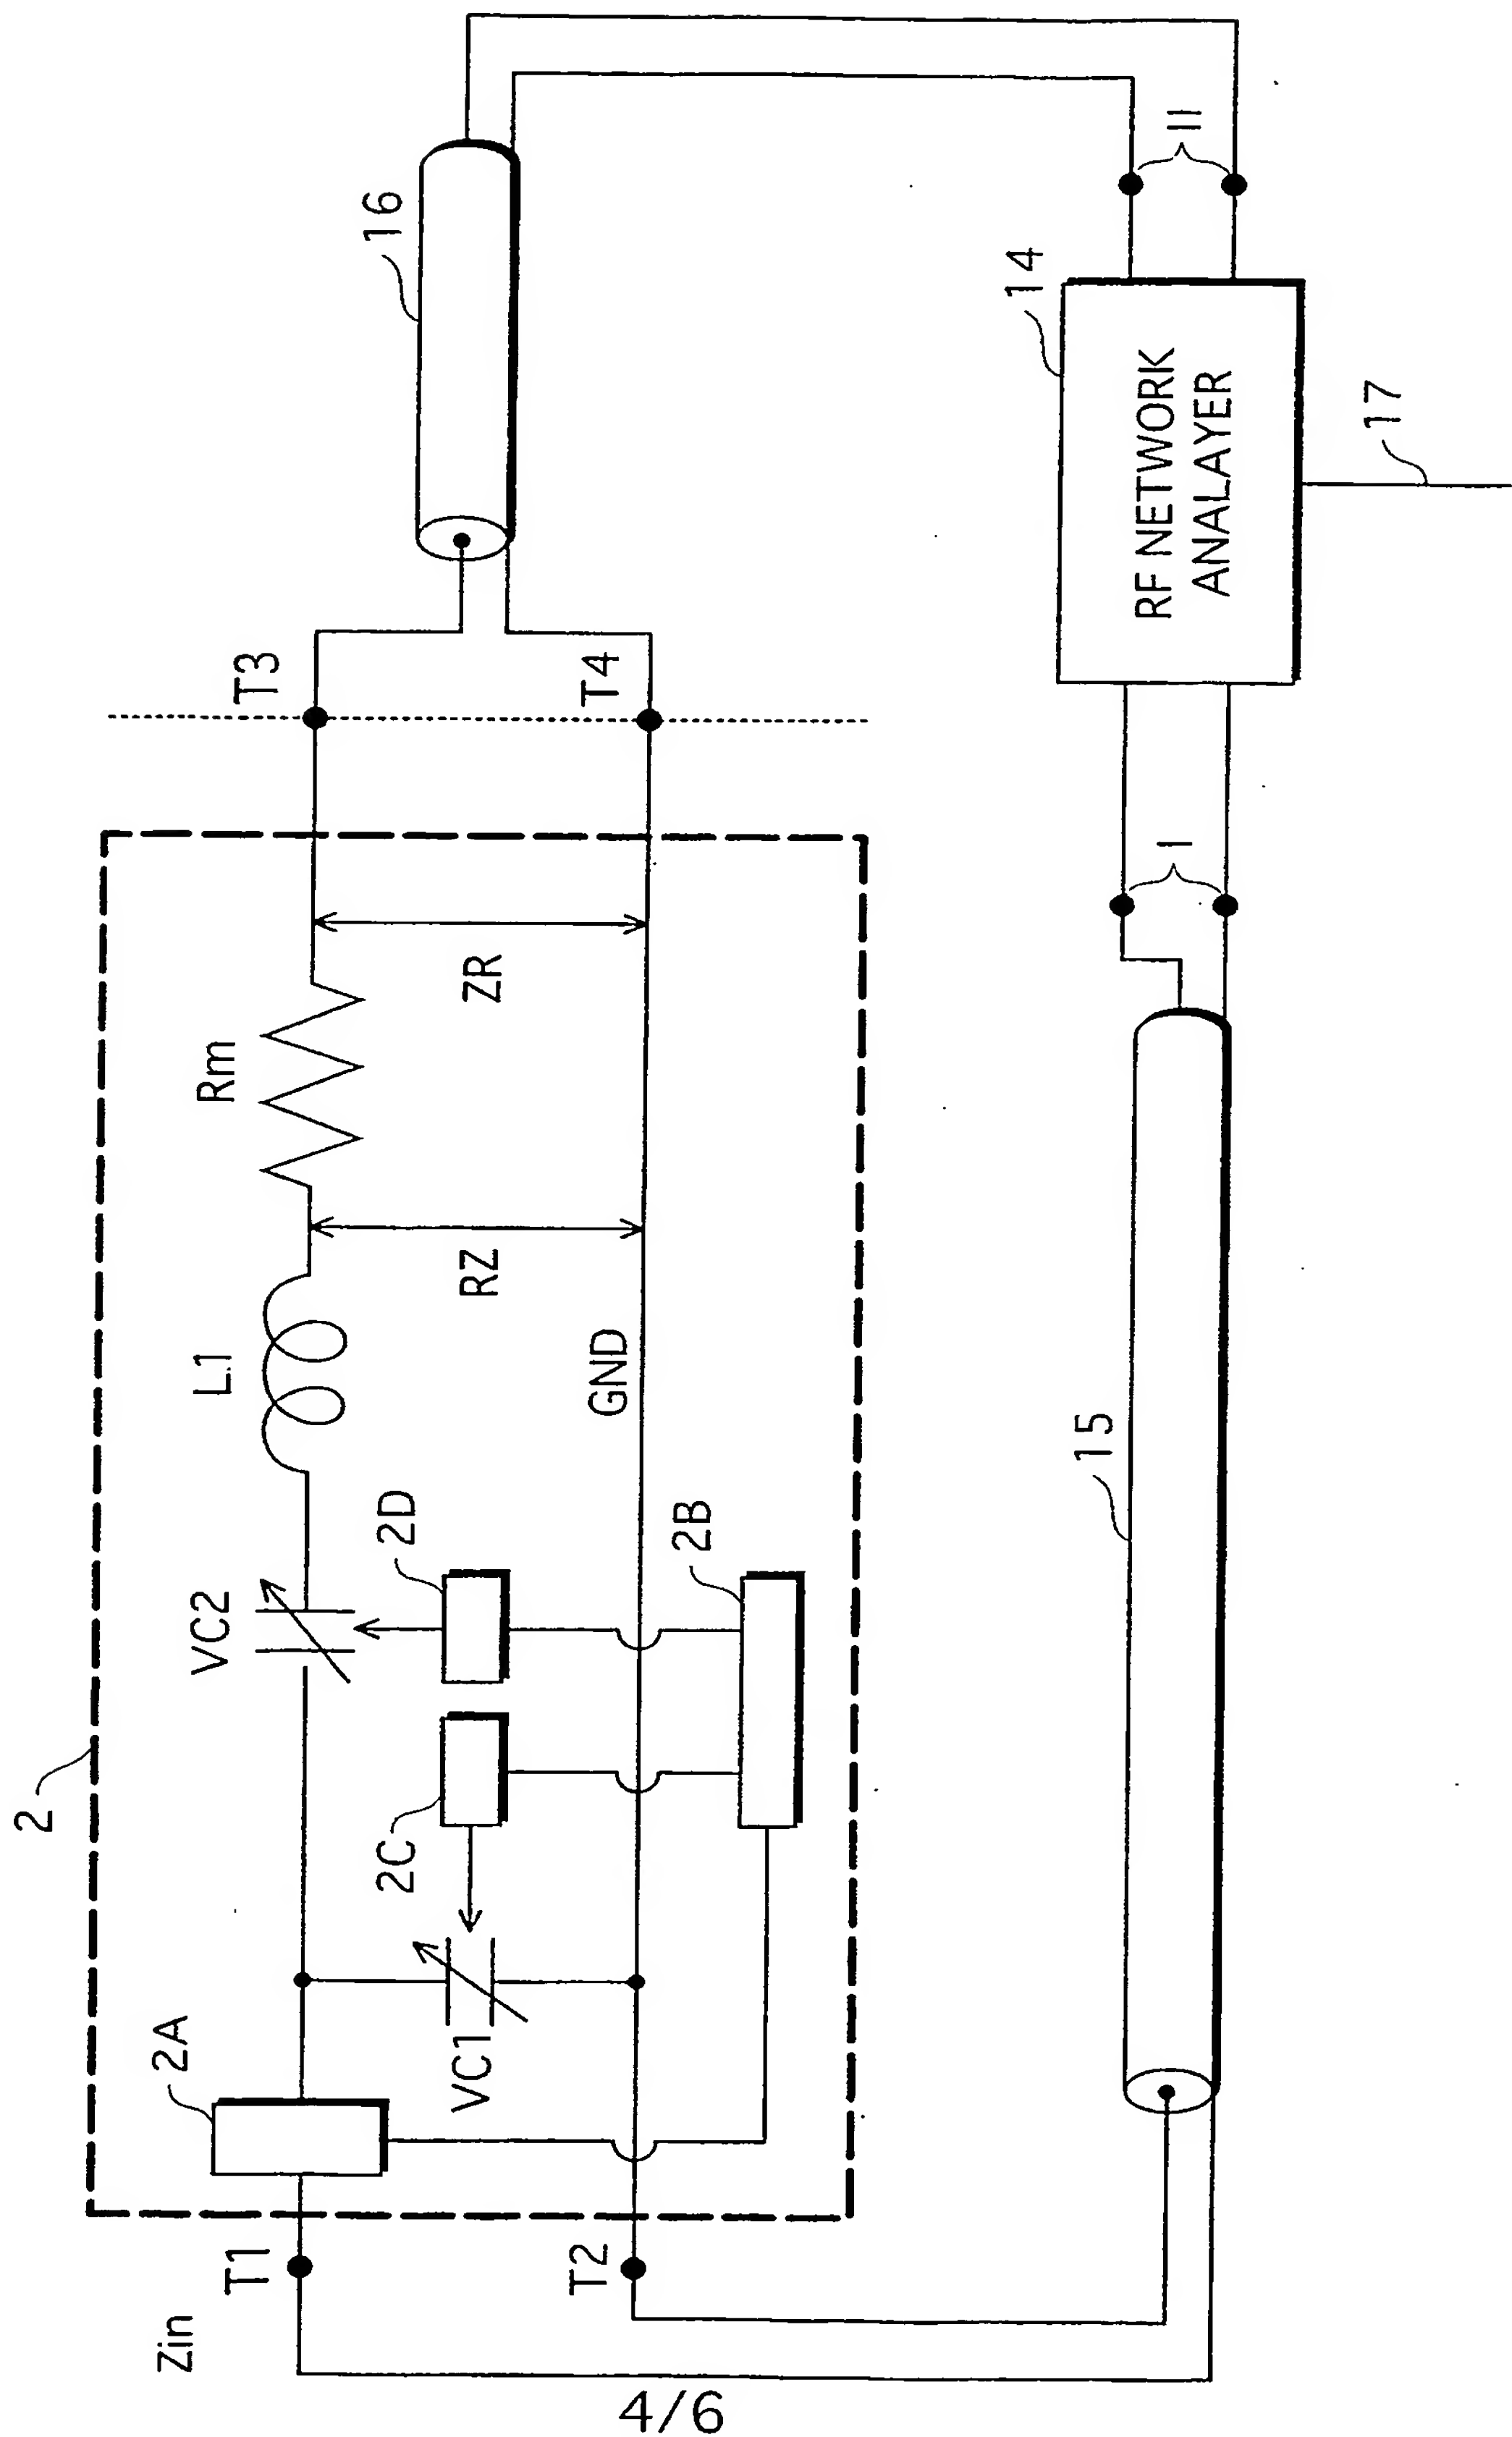 2
Zin
T1
T2
2A
VC1
2C
2D
VC2
2B
L1
GND
RZ
Rm
ZR
T3
T4
16
15
I
RF NETWORK
ANALAYER
14
II
17
4/6